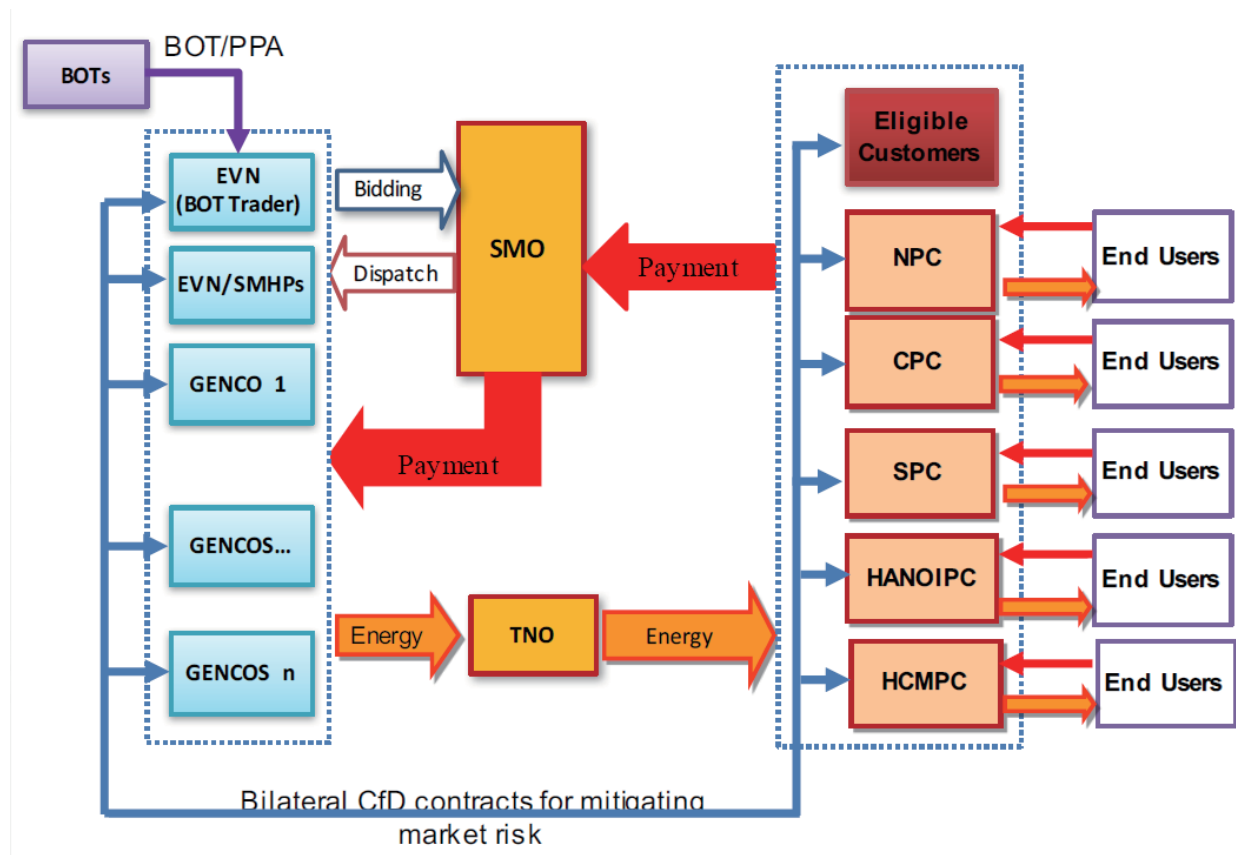 BOT/PPA
BOTs
EVN
(BOT Trader)
EVN/SMHPs
GENCO 1
GENCOS...
GENCOS n
Bidding
Dispatch
SMO
Payment
Payment
Energy
TNO
Energy
Eligible
Customers
NPC
CPC
SPC
HANOIPC
HCMPC
End Users
End Users
End Users
End Users
End Users
Bilateral CfD contracts for mitigating
market risk